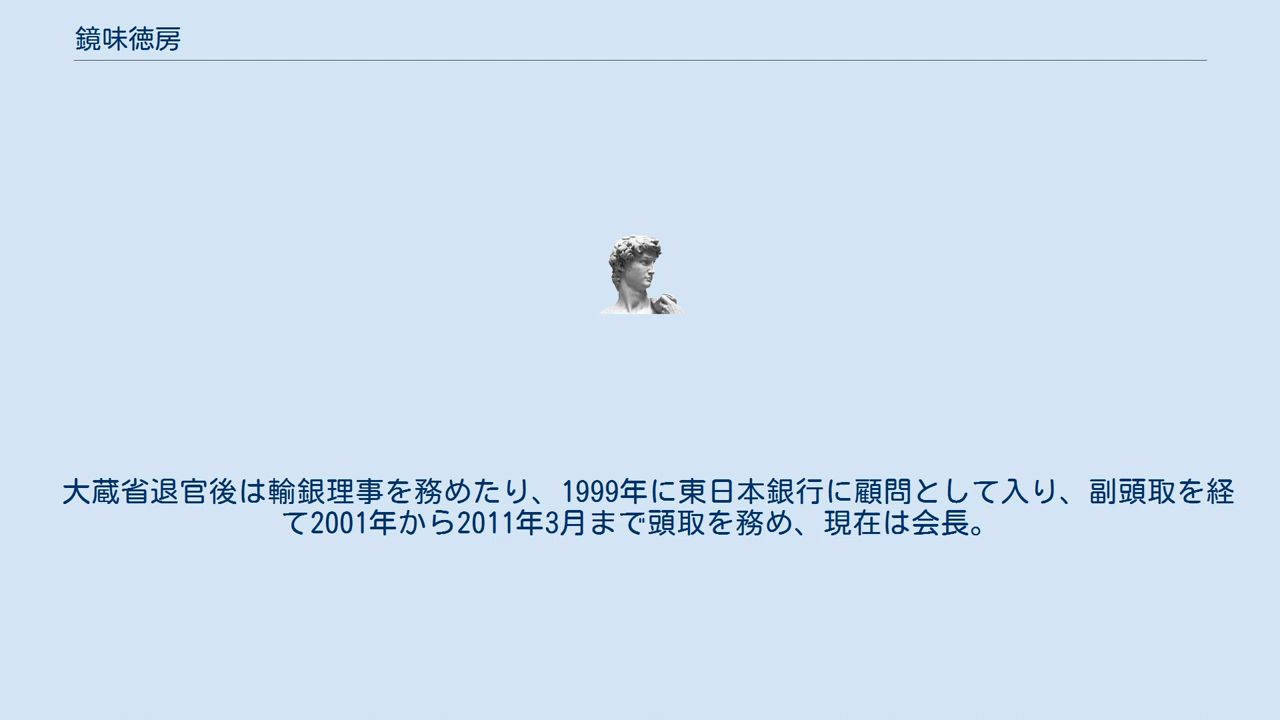 鏡味徳房
大蔵省退官後は輸銀理事を務めたり、1999年に東日本銀行に顧問として入り、副頭取を経
て2001年から2011年3月まで頭取を務め、現在は会長。